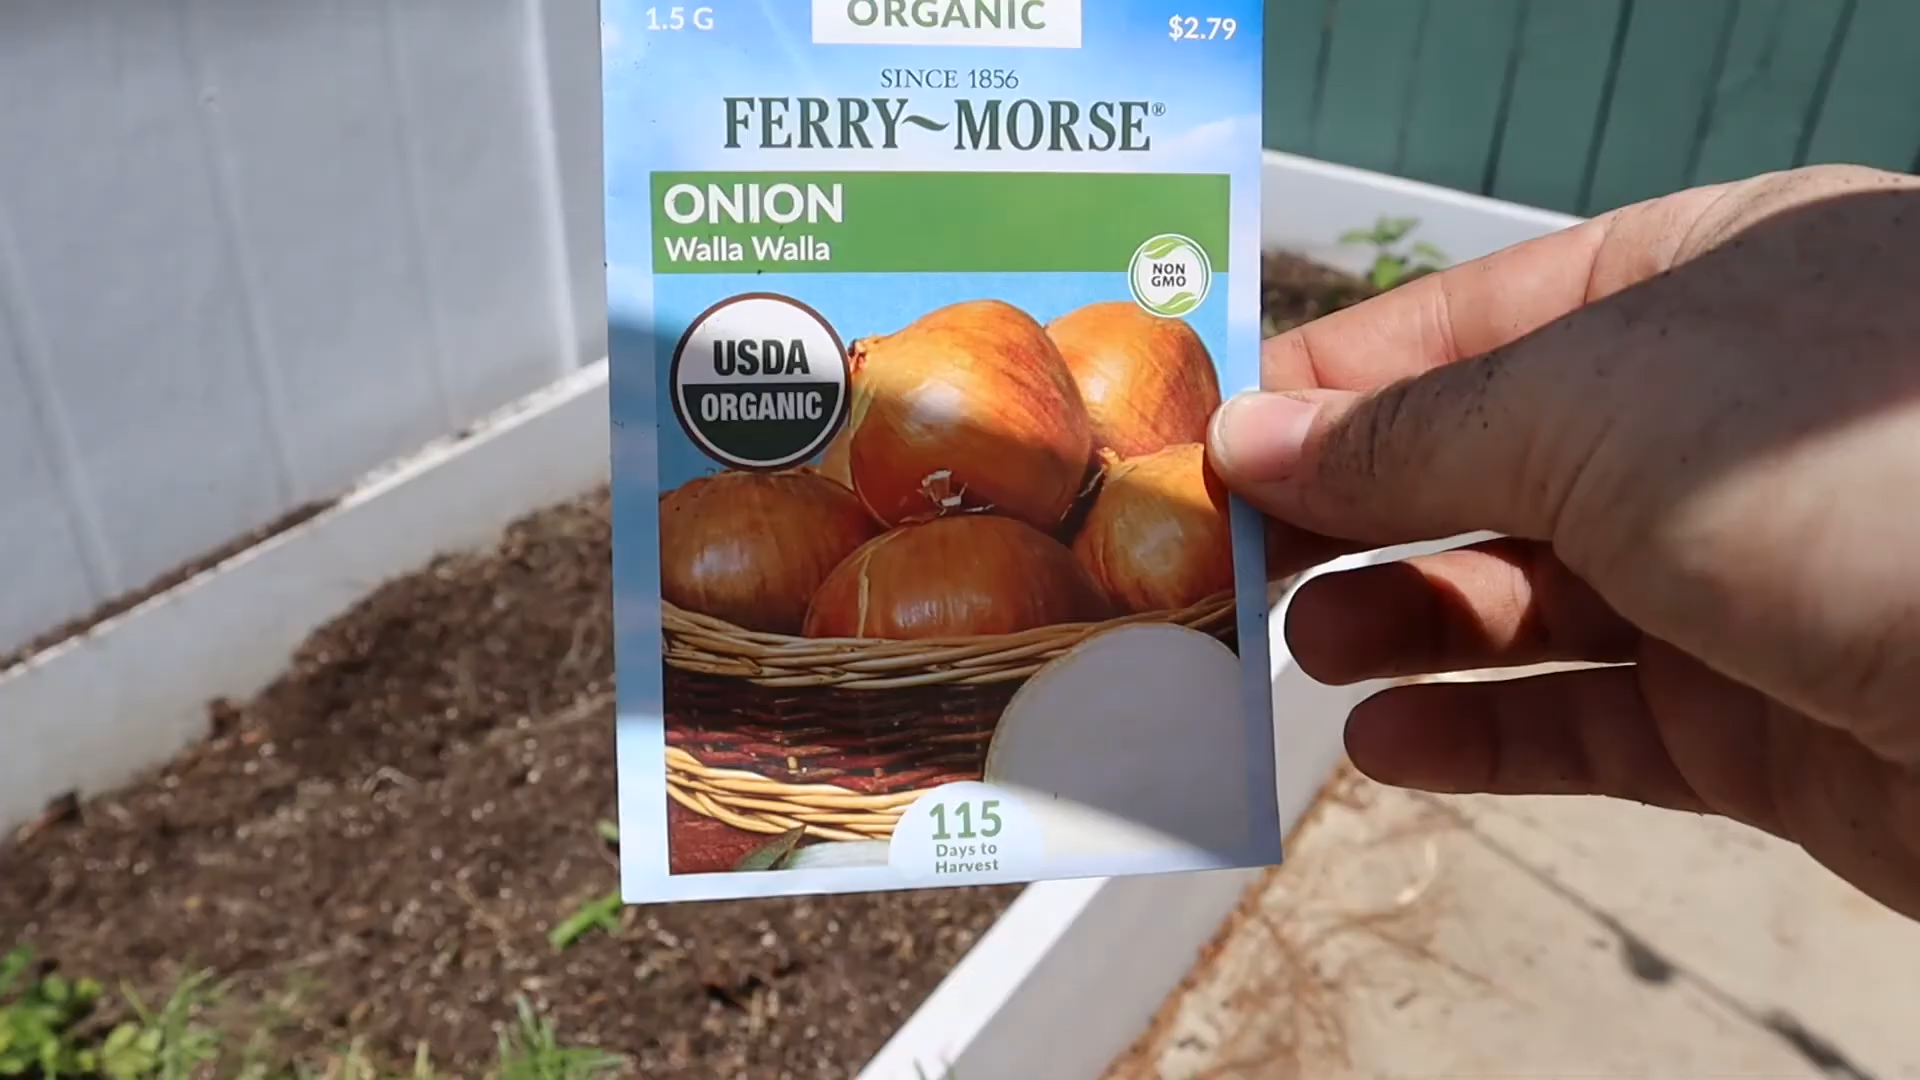 1.5 G
ORGANIC
$2.79
SINCE 1856
FERRY~MORSE®
ONION
Walla Walla
NON
GMO
USDA
ORGANIC
115
Days to
Harvest